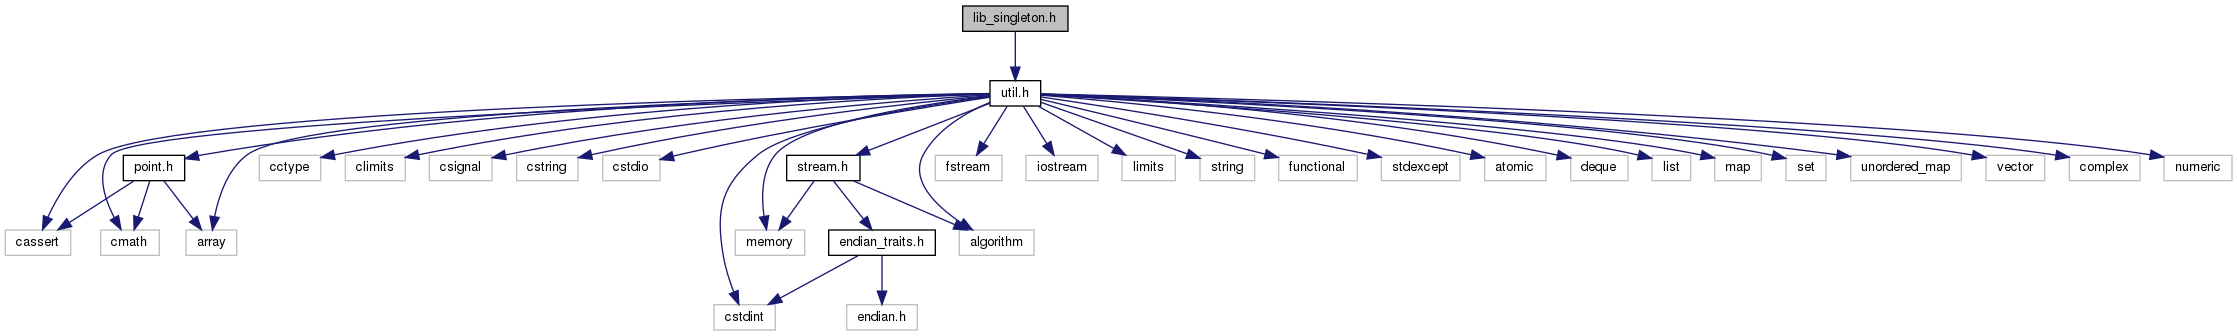 lib_singleton.h
util.h
point.h
cctype
climits
csignal
cstring
cstdio
stream.h
fstream
iostream
limits
string
functional
stdexcept
atomic
deque
list
map
set
unordered_map
vector
complex
numeric
cassert
cmath
array
memory
endian_traits.h
algorithm
cstdint
endian.h